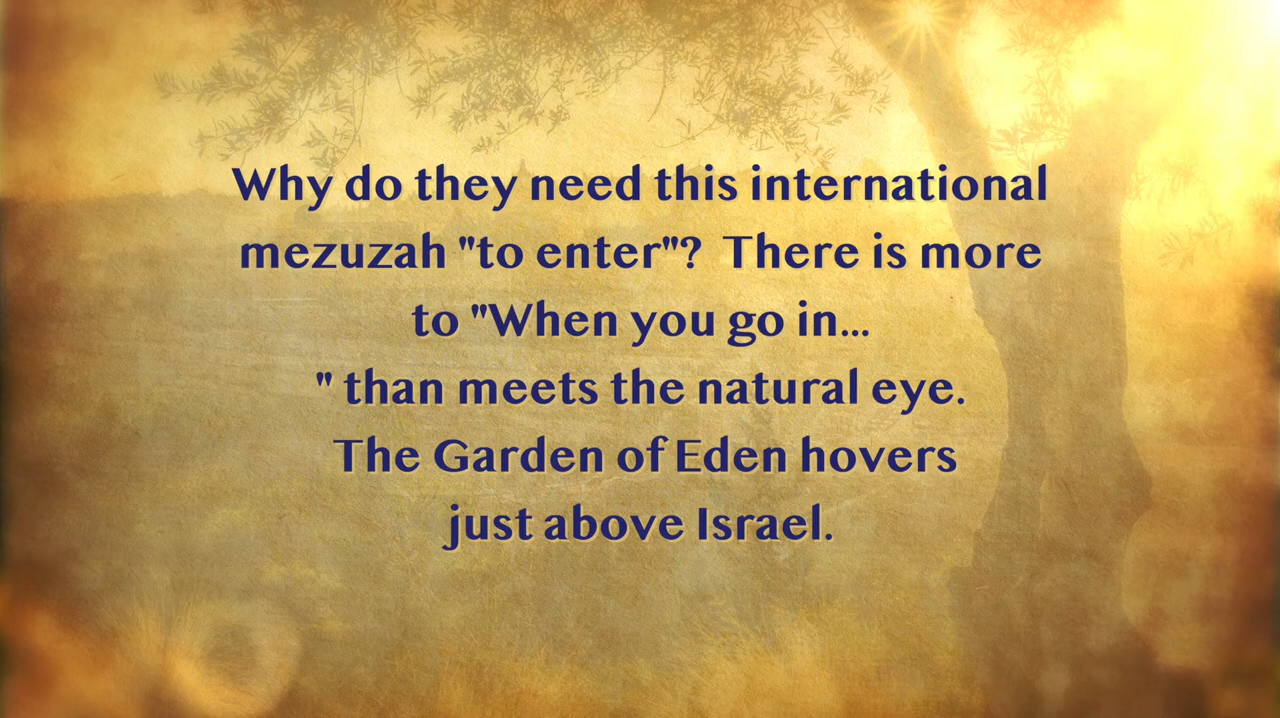 Why do they need this international
mezuzah "to enter"?  There is more
to "When you go in...
" than meets the natural eye.
The Garden of Eden hovers
just above Israel.